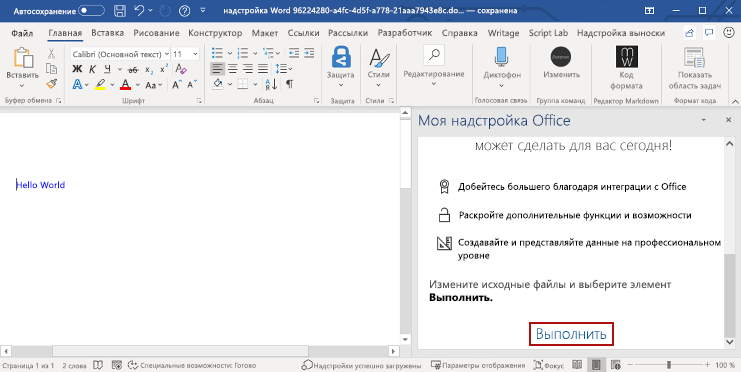 Автосохранение
надстройка Word 96224280-a4fc-4d5f-a778-21aaa7943e8c.do... — сохранена
Файл Главная Вставка Рисование Конструктор Макет Ссылки Рассылки Разработчик Справка Writage Script Lab Надстройка выноски
Calibri (Основной текст) 11
Вставить
Ж К Ч ab x₂ x²
A Aa A A
Защита
Стили
Редактирование
Диктофон
Изменить
Код
формата
Показать
область задач
Буфер обмена Шрифт Абзац Защита Стили Голосовая связь Группа команд Редактор Markdown Формат кода
Hello World
Моя надстройка Office
может сделать для вас сегодня!
Добейтесь большего благодаря интеграции с Office
Раскройте дополнительные функции и возможности
Создавайте и представляйте данные на профессиональном
уровне
Измените исходные файлы и выберите элемент
Выполнить.
Выполнить
Страница 1 из 1 2 слова Специальные возможности: Готово Надстройки успешно загружены Параметры отображения Фокус 100 %